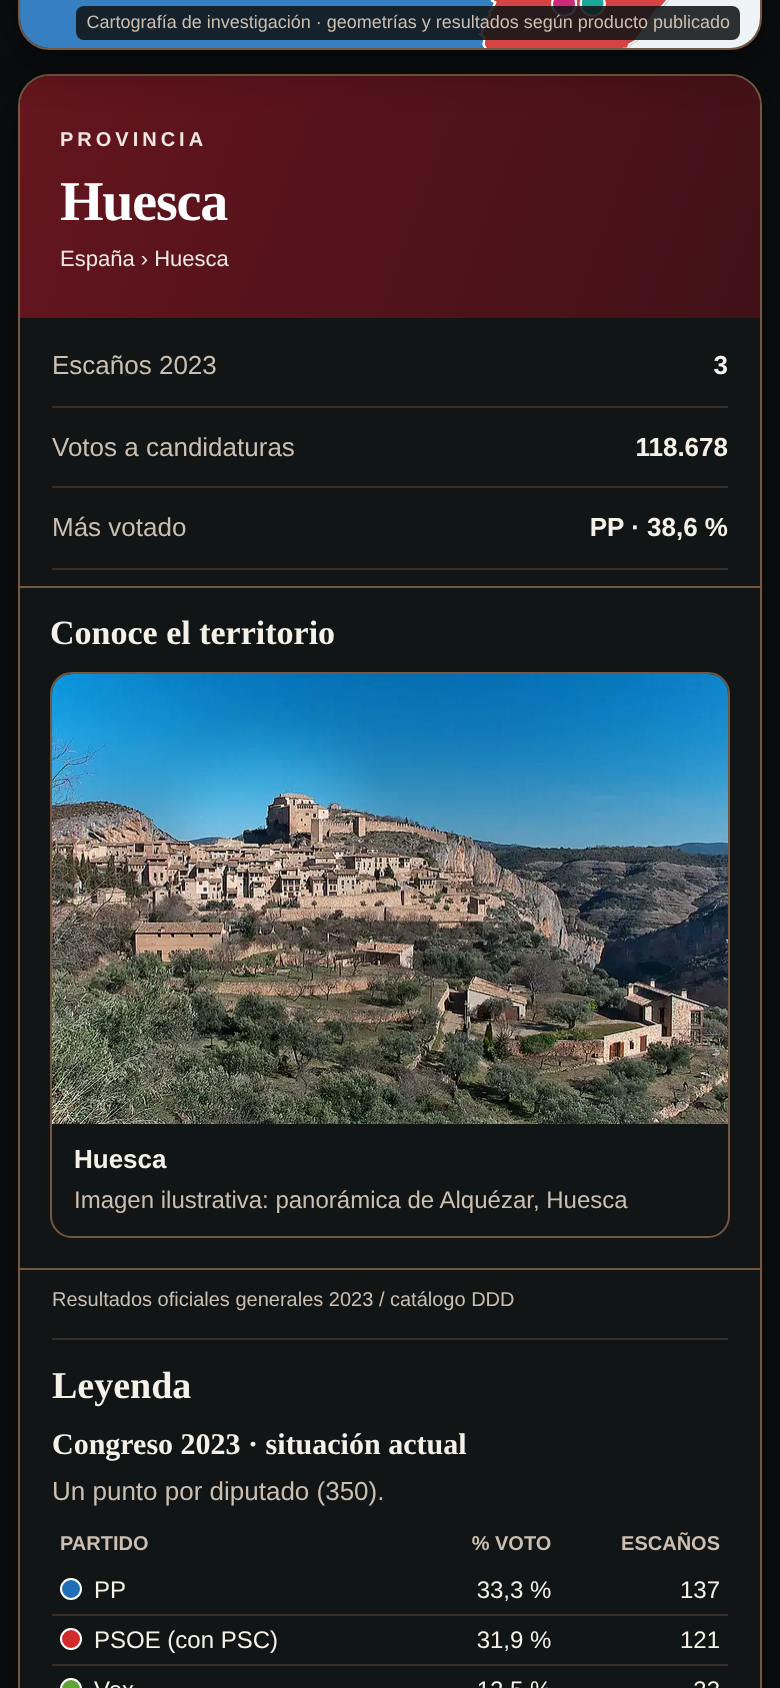 Cartografía de investigación · geometrías y resultados según producto publicado
PROVINCIA
Huesca
España › Huesca
Escaños 2023 3
Votos a candidaturas 118.678
Más votado PP · 38,6 %
Conoce el territorio
Huesca
Imagen ilustrativa: panorámica de Alquézar, Huesca
Resultados oficiales generales 2023 / catálogo DDD
Leyenda
Congreso 2023 · situación actual
Un punto por diputado (350).
PARTIDO % VOTO ESCAÑOS
PP 33,3 % 137
PSOE (con PSC) 31,9 % 121
Vox